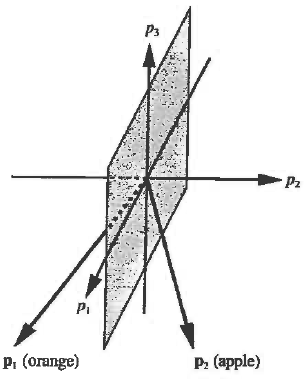 p₃
p₂
p₁
p₁ (orange)
p₂ (apple)